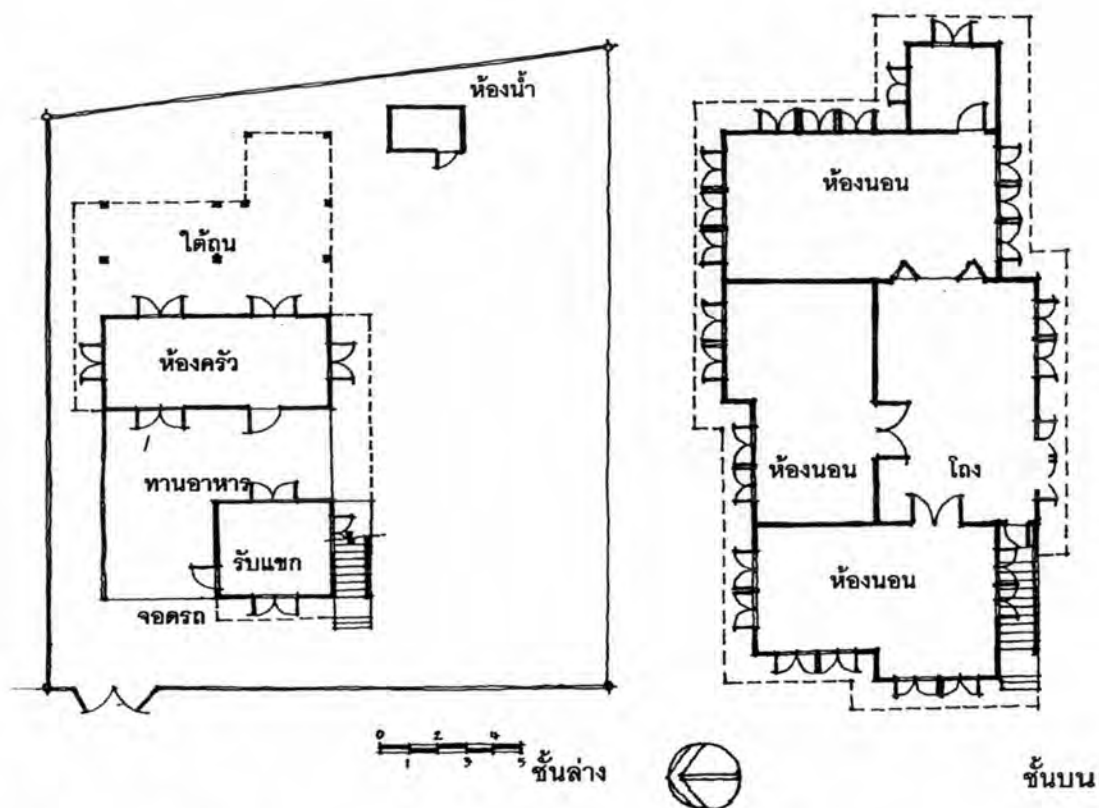 ห้องน้ำ
ใต้ถุน
ห้องครัว
ทานอาหาร
รับแขก
จอดรถ
0 2 4
1 3 5
ชั้นล่าง
ห้องนอน
ห้องนอน
โถง
ห้องนอน
ชั้นบน